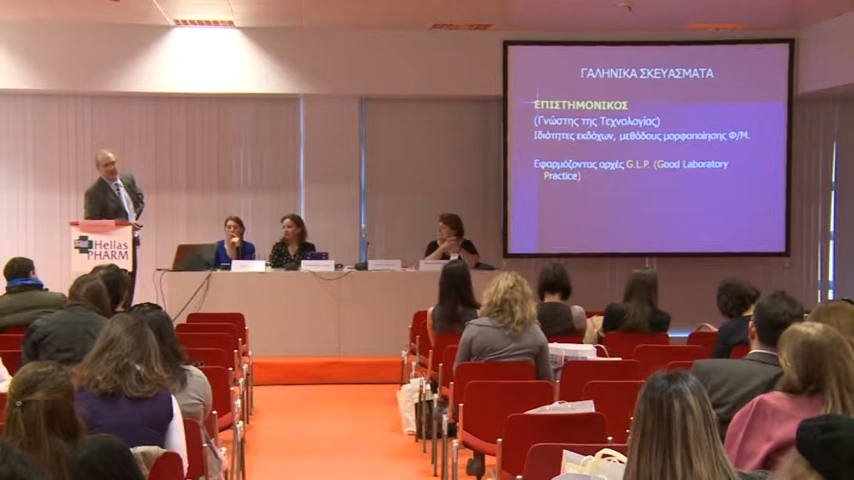 ΓΑΛΗΝΙΚΑ ΣΚΕΥΑΣΜΑΤΑ
ΕΠΙΣΤΗΜΟΝΙΚΟΣ
(Γνώστης της Τεχνολογίας)
Ιδιότητες εκδόχων, μεθόδους μορφοποίησης Φ/Μ.
Εφαρμόζοντας αρχές G.L.P. (Good Laboratory
Practice)
Hellas
PHARM